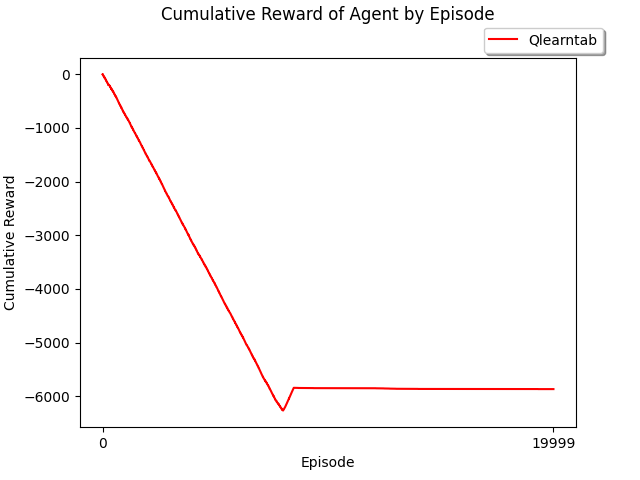 Cumulative Reward of Agent by Episode
Qlearntab
0
−1000
−2000
−3000
−4000
−5000
−6000
Cumulative Reward
0 19999
Episode